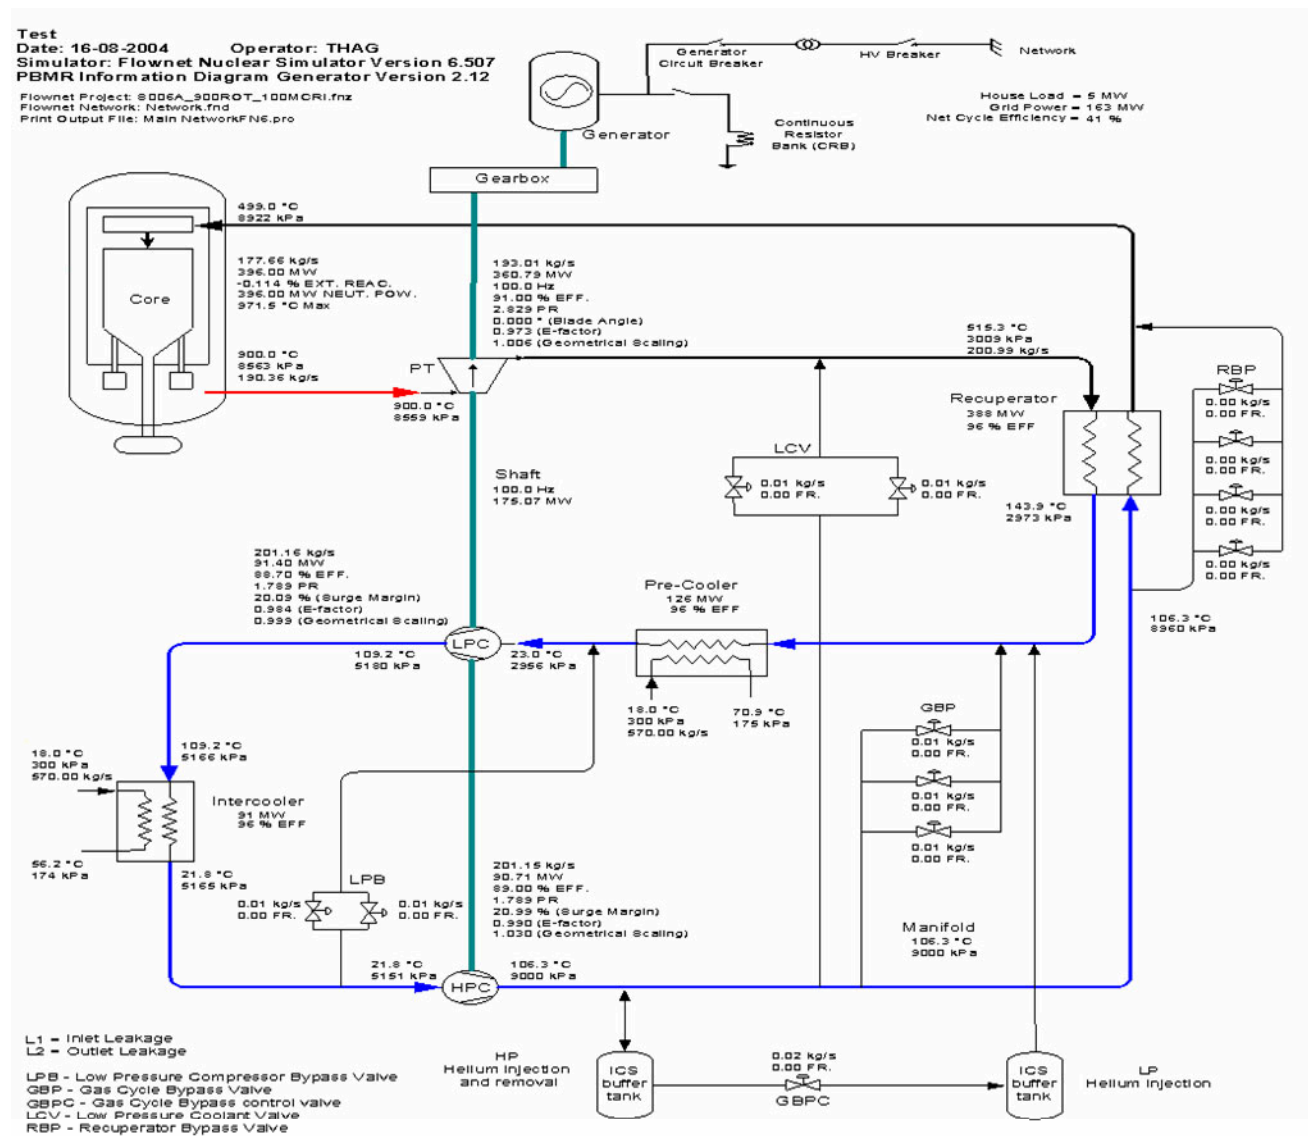 Test
Date: 16-08-2004 Operator: THAG
Simulator: Flownet Nuclear Simulator Version 6.507
PBMR Information Diagram Generator Version 2.12
Flownet Project: 8006A_900ROT_100MCRI.fnz
Flownet Network: Network.fnd
Print Output File: Main NetworkFN6.pro
Generator
Circuit Breaker
HV Breaker
Network
House Load = 5 MW
Grid Power = 163 MW
Net Cycle Efficiency = 41 %
Continuous
Resistor
Bank (CRB)
Generator
Gearbox
499.0 °C
8922 kPa
177.66 kg/s
396.00 MW
-0.114 % EXT. REAC.
396.00 MW NEUT. POW.
971.5 °C Max
Core
900.0 °C
8563 kPa
190.36 kg/s
193.01 kg/s
360.79 MW
100.0 Hz
91.00 % EFF.
2.829 PR
0.000 ° (Blade Angle)
0.973 (E-factor)
1.006 (Geometrical Scaling)
PT
900.0 °C
8559 kPa
515.3 °C
3009 kPa
200.99 kg/s
Recuperator
388 MW
96 % EFF
RBP
0.00 kg/s
0.00 FR.
0.00 kg/s
0.00 FR.
0.00 kg/s
0.00 FR.
0.00 kg/s
0.00 FR.
LCV
0.01 kg/s
0.00 FR.
0.01 kg/s
0.00 FR.
Shaft
100.0 Hz
175.07 MW
143.9 °C
2973 kPa
201.16 kg/s
91.40 MW
88.70 % EFF.
1.789 PR
20.09 % (Surge Margin)
0.984 (E-factor)
0.999 (Geometrical Scaling)
Pre-Cooler
126 MW
96 % EFF
106.3 °C
8960 kPa
LPC
109.2 °C
5180 kPa
23.0 °C
2956 kPa
18.0 °C
300 kPa
570.00 kg/s
70.9 °C
175 kPa
GBP
0.01 kg/s
0.00 FR.
0.01 kg/s
0.00 FR.
0.01 kg/s
0.00 FR.
18.0 °C
300 kPa
570.00 kg/s
109.2 °C
5166 kPa
Intercooler
91 MW
96 % EFF
56.2 °C
174 kPa
21.8 °C
5165 kPa
LPB
0.01 kg/s
0.00 FR.
0.01 kg/s
0.00 FR.
201.15 kg/s
90.71 MW
89.00 % EFF.
1.789 PR
20.99 % (Surge Margin)
0.990 (E-factor)
1.030 (Geometrical Scaling)
Manifold
106.3 °C
9000 kPa
21.8 °C
5151 kPa
HPC
106.3 °C
9000 kPa
L1 = Inlet Leakage
L2 = Outlet Leakage
LPB - Low Pressure Compressor Bypass Valve
GBP - Gas Cycle Bypass Valve
GBPC - Gas Cycle Bypass control valve
LCV - Low Pressure Coolant Valve
RBP - Recuperator Bypass Valve
HP
Helium Injection
and removal
ICS
buffer
tank
0.02 kg/s
0.00 FR.
GBPC
ICS
buffer
tank
LP
Helium Injection